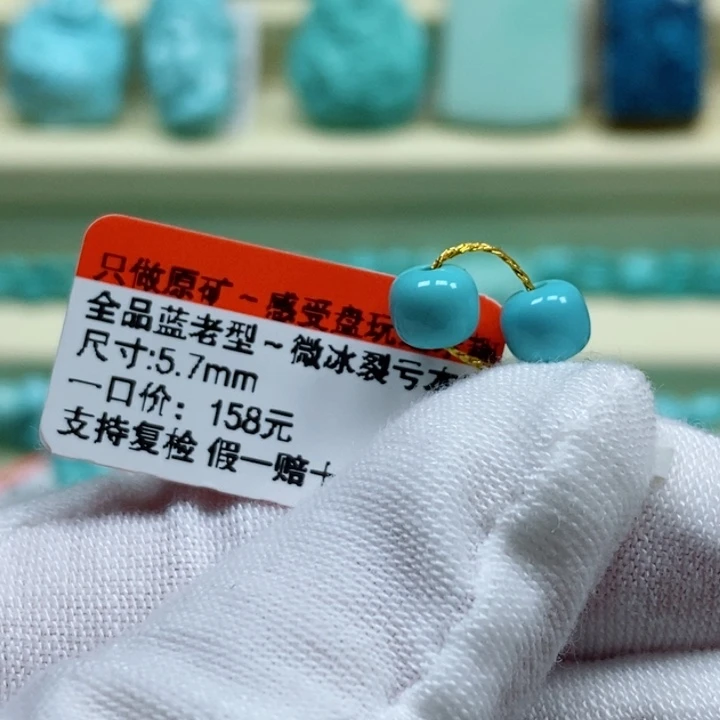 只做原矿~感受盘玩
全品蓝老型~微冰裂亏本
尺寸:5.7mm
一口价：158元
支持复检 假一赔十